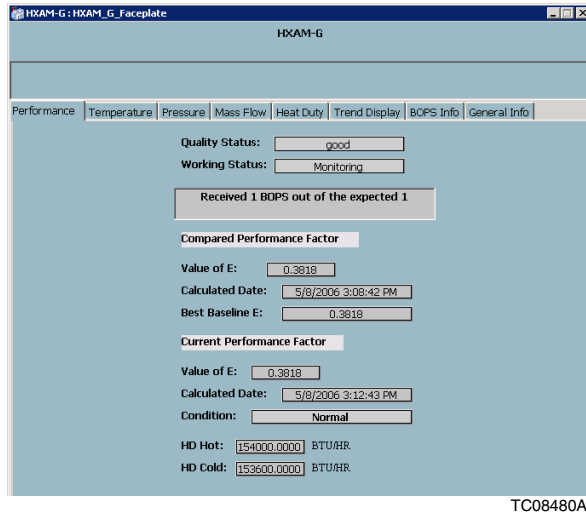 HXAM-G : HXAM_G_Faceplate
HXAM-G
Performance Temperature Pressure Mass Flow Heat Duty Trend Display BOPS Info General Info
Quality Status: good
Working Status: Monitoring
Received 1 BOPS out of the expected 1
Compared Performance Factor
Value of E: 0.3818
Calculated Date: 5/8/2006 3:08:42 PM
Best Baseline E: 0.3818
Current Performance Factor
Value of E: 0.3818
Calculated Date: 5/8/2006 3:12:43 PM
Condition: Normal
HD Hot: 154000.0000 BTU/HR
HD Cold: 153600.0000 BTU/HR
TC08480A